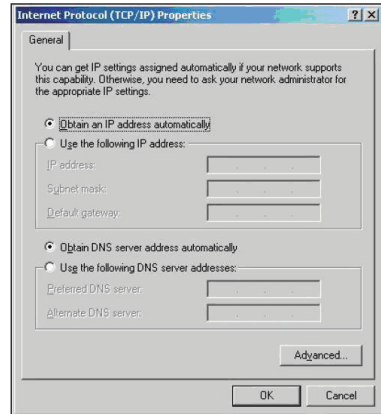 Internet Protocol (TCP/IP) Properties
General
You can get IP settings assigned automatically if your network supports
this capability. Otherwise, you need to ask your network administrator for
the appropriate IP settings.
Obtain an IP address automatically
Use the following IP address:
IP address:
Subnet mask:
Default gateway:
Obtain DNS server address automatically
Use the following DNS server addresses:
Preferred DNS server:
Alternate DNS server:
Advanced...
OK Cancel